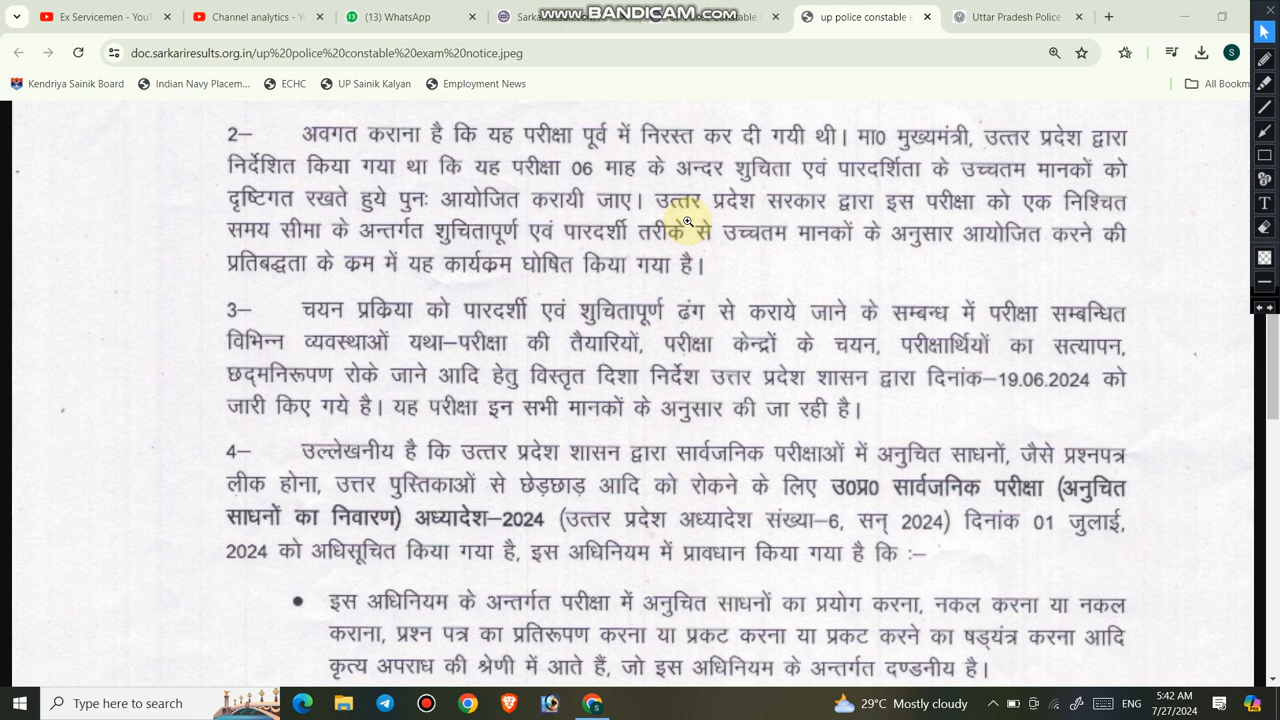 Ex Servicemen - YouT
Channel analytics - Y
(13) WhatsApp
Sarka
www.BANDICAM.com
Constable
up police constable e
Uttar Pradesh Police
doc.sarkariresults.org.in/up%20police%20constable%20exam%20notice.jpeg
S
Kendriya Sainik Board
Indian Navy Placem...
ECHC
UP Sainik Kalyan
Employment News
All Bookm
2– अवगत कराना है कि यह परीक्षा पूर्व में निरस्त कर दी गयी थी। मा0 मुख्यमंत्री, उत्तर प्रदेश द्वारा
निर्देशित किया गया था कि यह परीक्षा 06 माह के अन्दर शुचिता एवं पारदर्शिता के उच्चतम मानकों को
दृष्टिगत रखते हुये पुनः आयोजित करायी जाए। उत्तर प्रदेश सरकार द्वारा इस परीक्षा को एक निश्चित
समय सीमा के अन्तर्गत शुचितापूर्ण एवं पारदर्शी तरीके से उच्चतम मानकों के अनुसार आयोजित करने की
प्रतिबद्धता के क्रम में यह कार्यक्रम घोषित किया गया है।
3– चयन प्रक्रिया को पारदर्शी एवं शुचितापूर्ण ढंग से कराये जाने के सम्बन्ध में परीक्षा सम्बन्धित
विभिन्न व्यवस्थाओं यथा–परीक्षा की तैयारियों, परीक्षा केन्द्रों के चयन, परीक्षार्थियों का सत्यापन,
छद्मनिरूपण रोके जाने आदि हेतु विस्तृत दिशा निर्देश उत्तर प्रदेश शासन द्वारा दिनांक–19.06.2024 को
जारी किए गये है। यह परीक्षा इन सभी मानकों के अनुसार की जा रही है।
4– उल्लेखनीय है कि उत्तर प्रदेश शासन द्वारा सार्वजनिक परीक्षाओं में अनुचित साधनों, जैसे प्रश्नपत्र
लीक होना, उत्तर पुस्तिकाओं से छेड़छाड़ आदि को रोकने के लिए उ0प्र0 सार्वजनिक परीक्षा (अनुचित
साधनों का निवारण) अध्यादेश–2024 (उत्तर प्रदेश अध्यादेश संख्या–6, सन् 2024) दिनांक 01 जुलाई,
2024 को अधिसूचित किया गया है, इस अधिनियम में प्रावधान किया गया है कि :–
• इस अधिनियम के अन्तर्गत परीक्षा में अनुचित साधनों का प्रयोग करना, नकल करना या नकल
कराना, प्रश्न पत्र का प्रतिरूपण करना या प्रकट करना या प्रकट करने का षड्यंत्र करना आदि
कृत्य अपराध की श्रेणी में आते हैं, जो इस अधिनियम के अन्तर्गत दण्डनीय है।
Type here to search
29°C Mostly cloudy
ENG
5:42 AM
7/27/2024